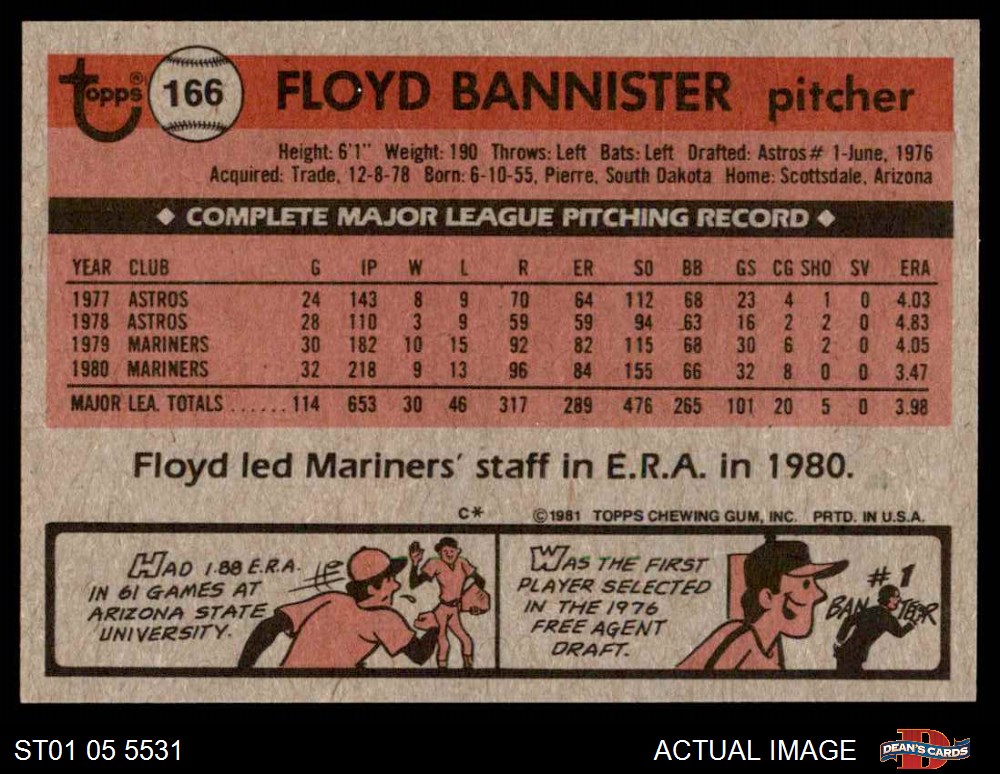 Topps® 166 FLOYD BANNISTER pitcher
Height: 6'1" Weight: 190 Throws: Left Bats: Left Drafted: Astros # 1-June, 1976
Acquired: Trade, 12-8-78 Born: 6-10-55, Pierre, South Dakota Home: Scottsdale, Arizona
◆ COMPLETE MAJOR LEAGUE PITCHING RECORD ◆
YEAR CLUB G IP W L R ER SO BB GS CG SHO SV ERA
1977 ASTROS 24 143 8 9 70 64 112 68 23 4 1 0 4.03
1978 ASTROS 28 110 3 9 59 59 94 63 16 2 2 0 4.83
1979 MARINERS 30 182 10 15 92 82 115 68 30 6 2 0 4.05
1980 MARINERS 32 218 9 13 96 84 155 66 32 8 0 0 3.47
MAJOR LEA. TOTALS ...... 114 653 30 46 317 289 476 265 101 20 5 0 3.98
Floyd led Mariners' staff in E.R.A. in 1980.
C* ©1981 TOPPS CHEWING GUM, INC. PRTD. IN U.S.A.
HAD 1.88 E.R.A.
IN 61 GAMES AT
ARIZONA STATE
UNIVERSITY.
WAS THE FIRST
PLAYER SELECTED
IN THE 1976
FREE AGENT
DRAFT.
#1
ST01 05 5531 ACTUAL IMAGE DEAN'S CARDS